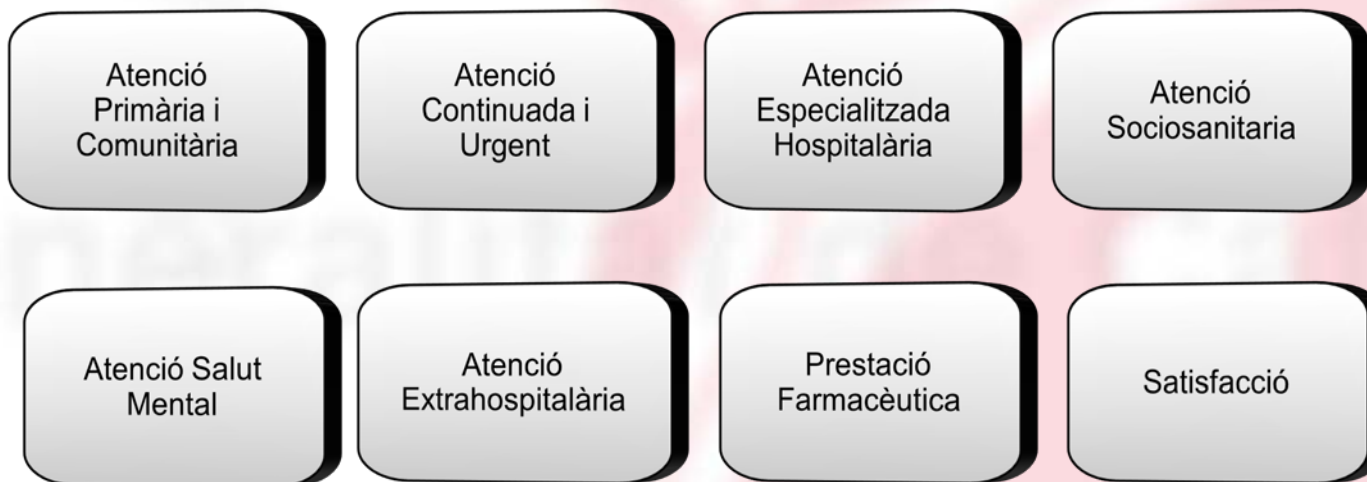 Atenció
Primària i
Comunitària
Atenció
Continuada i
Urgent
Atenció
Especialitzada
Hospitalària
Atenció
Sociosanitaria
Atenció Salut
Mental
Atenció
Extrahospitalària
Prestació
Farmacèutica
Satisfacció